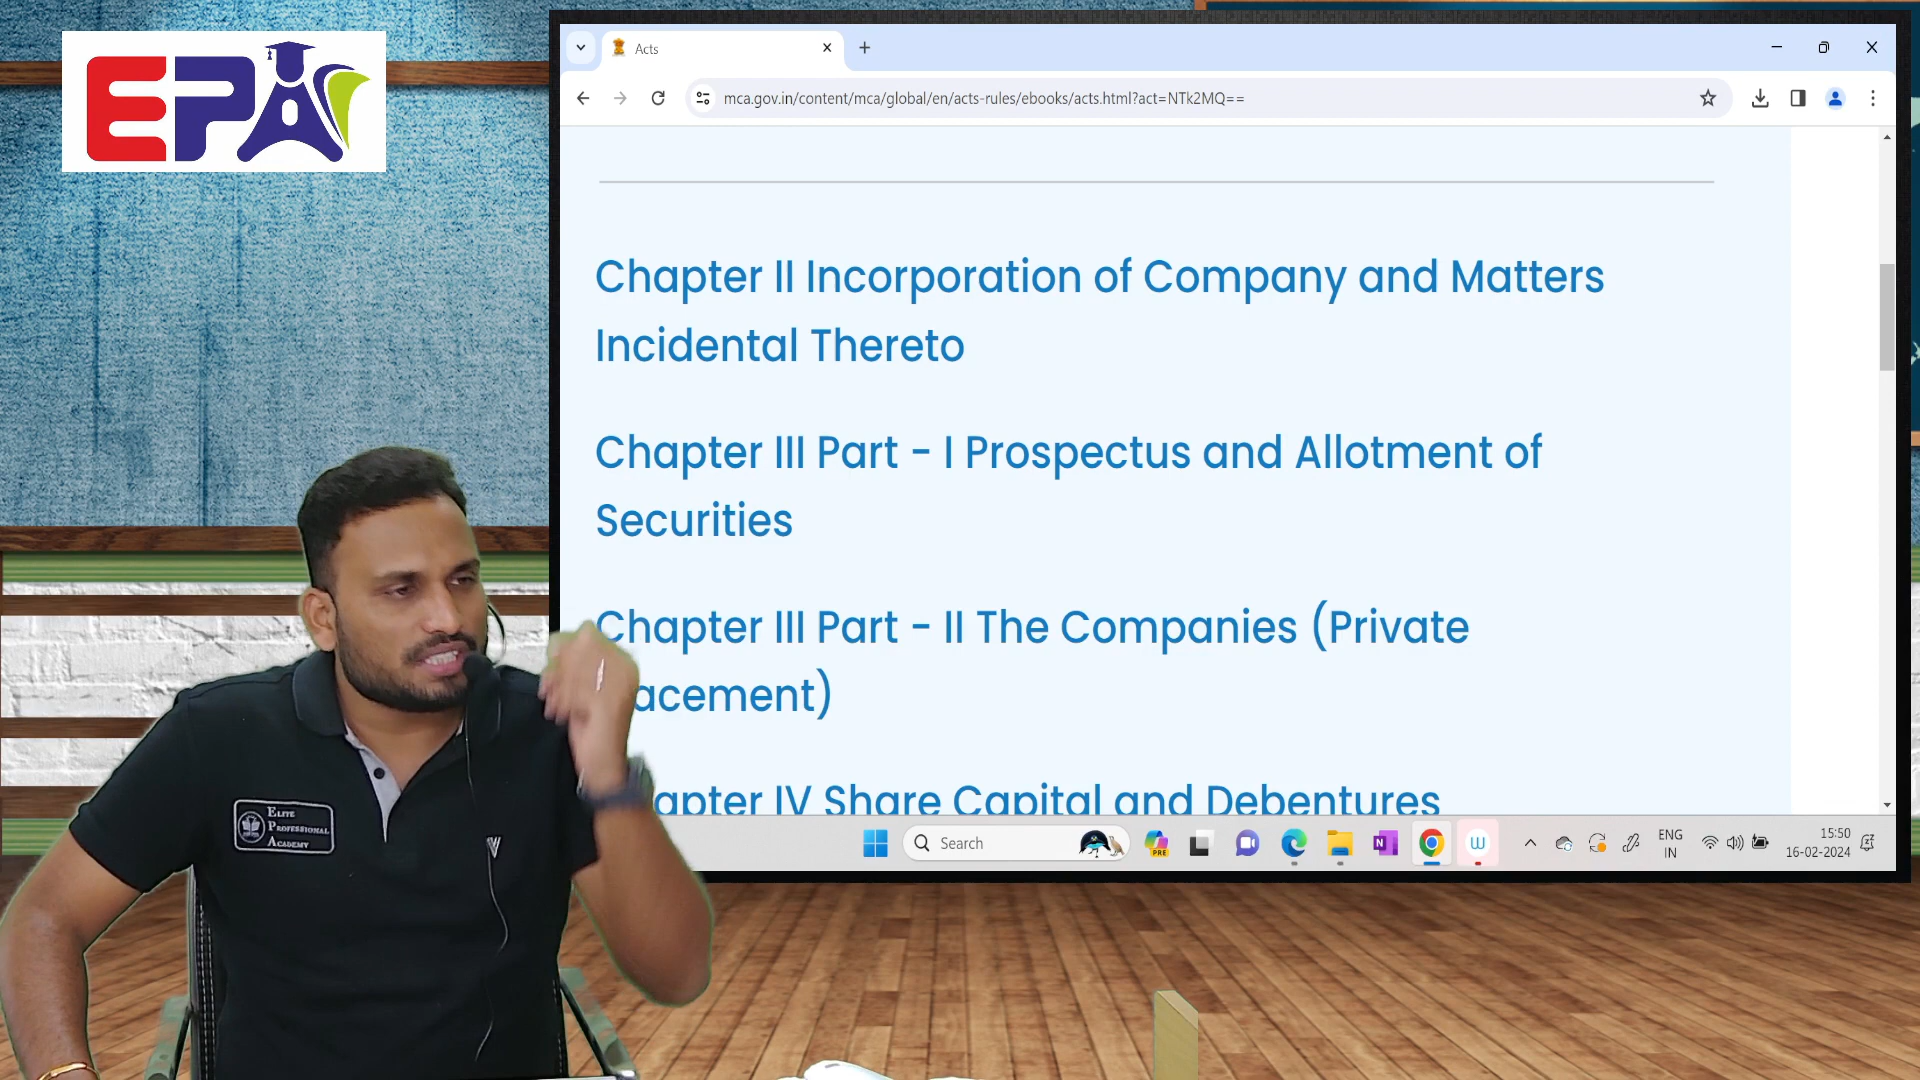 EPA
Acts
mca.gov.in/content/mca/global/en/acts-rules/ebooks/acts.html?act=NTk2MQ==
Chapter II Incorporation of Company and Matters
Incidental Thereto
Chapter III Part - I Prospectus and Allotment of
Securities
Chapter III Part - II The Companies (Private
acement)
apter IV Share Capital and Debentures
ELITE
PROFESSIONAL
ACADEMY
Search
PRE
N
W
ENG
IN
15:50
16-02-2024